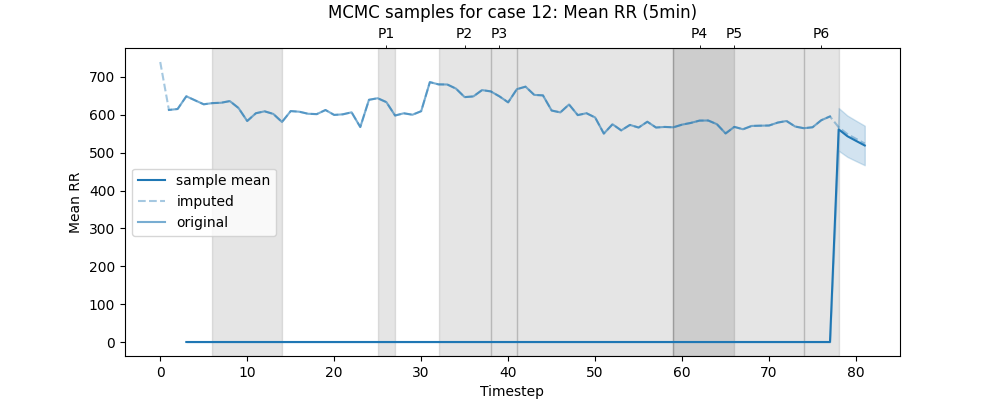 MCMC samples for case 12: Mean RR (5min)
P1 P2 P3 P4 P5 P6
700
600
500
400
300
200
100
0
Mean RR
sample mean
imputed
original
0 10 20 30 40 50 60 70 80
Timestep